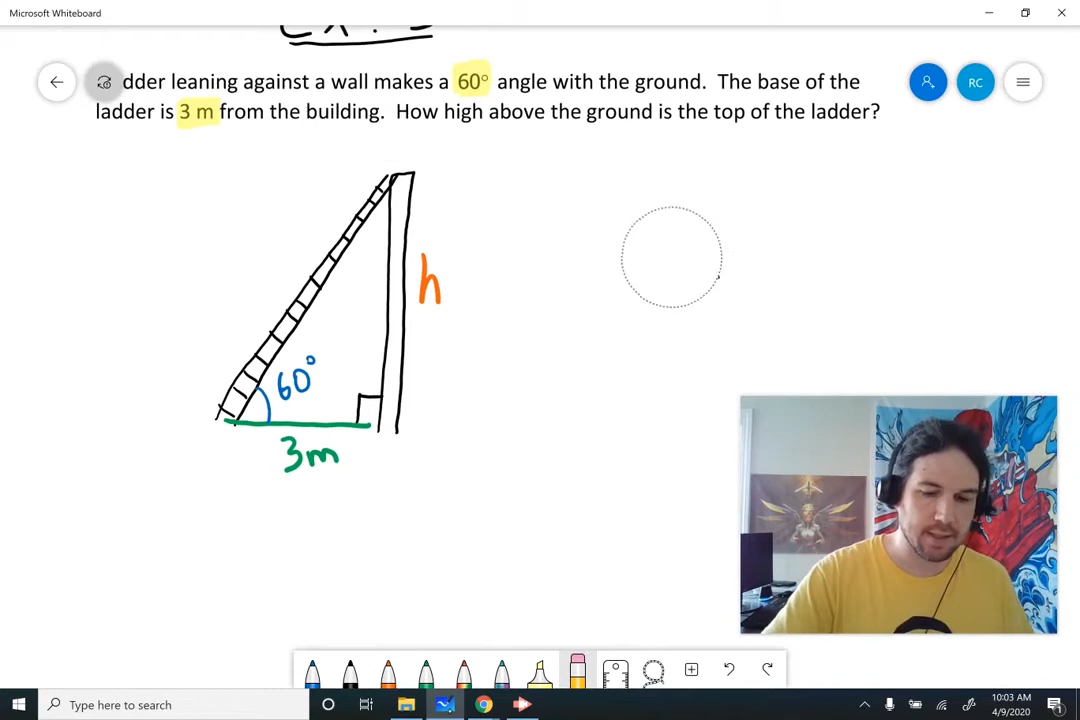 Microsoft Whiteboard
Ex. 
dder leaning against a wall makes a 60° angle with the ground. The base of the
RC
ladder is 3 m from the building. How high above the ground is the top of the ladder?
h
60°
3m
Type here to search
10:03 AM
4/9/2020
1